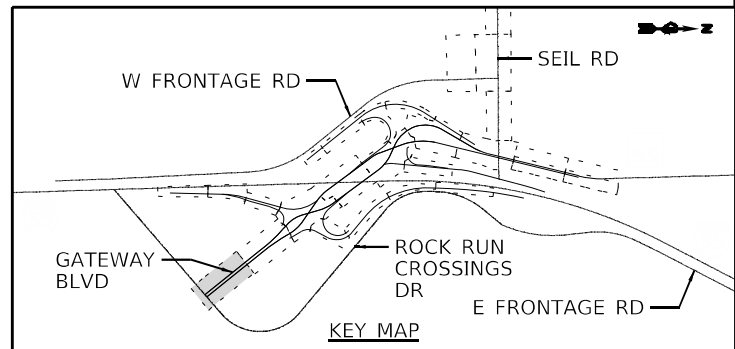 N
SEIL RD
W FRONTAGE RD
GATEWAY
BLVD
ROCK RUN
CROSSINGS
DR
E FRONTAGE RD
KEY MAP